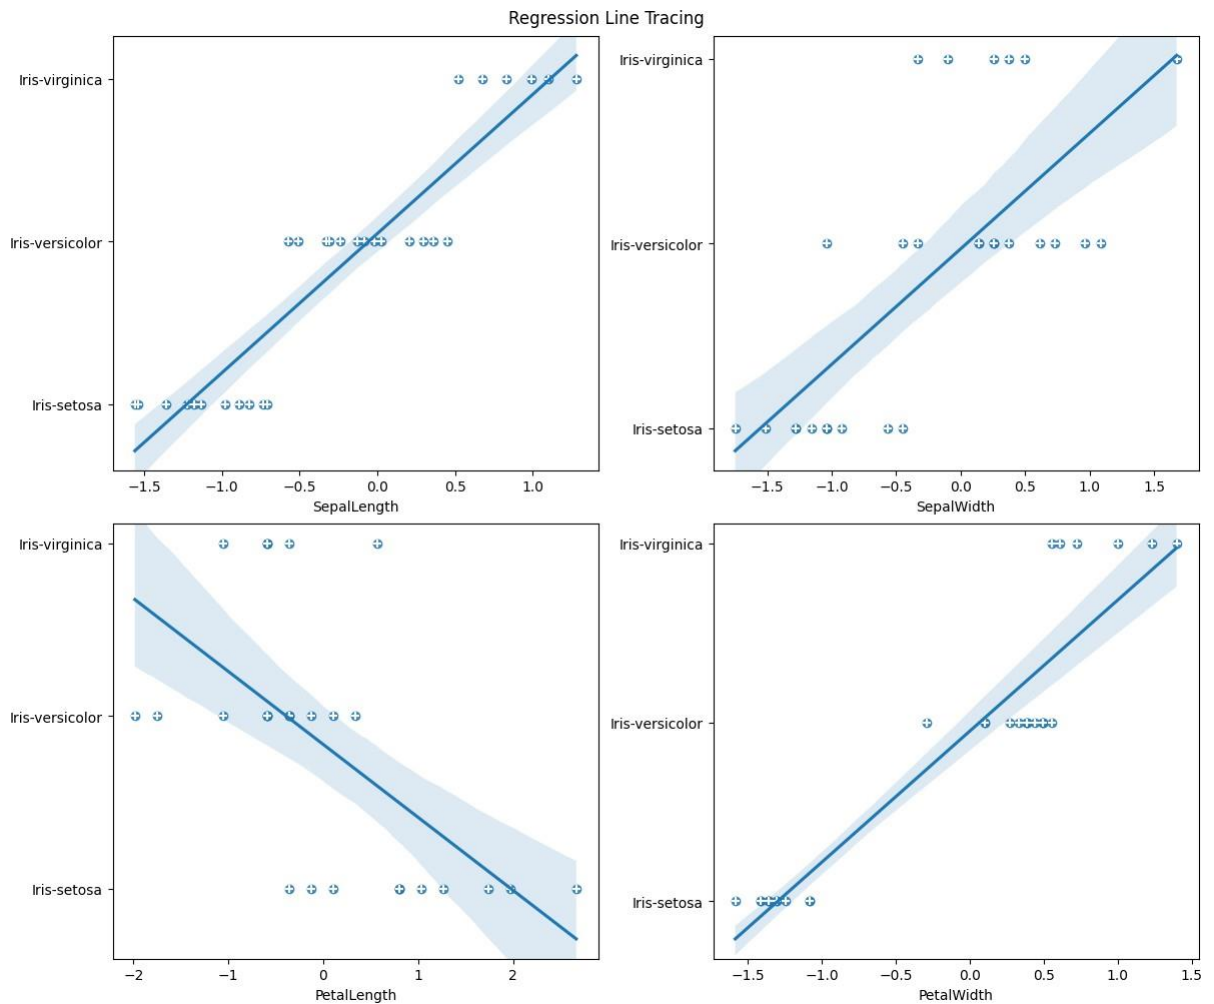 Regression Line Tracing
Iris-virginica
Iris-versicolor
Iris-setosa
−1.5 −1.0 −0.5 0.0 0.5 1.0
SepalLength
Iris-virginica
Iris-versicolor
Iris-setosa
−1.5 −1.0 −0.5 0.0 0.5 1.0 1.5
SepalWidth
Iris-virginica
Iris-versicolor
Iris-setosa
−2 −1 0 1 2
PetalLength
Iris-virginica
Iris-versicolor
Iris-setosa
−1.5 −1.0 −0.5 0.0 0.5 1.0 1.5
PetalWidth